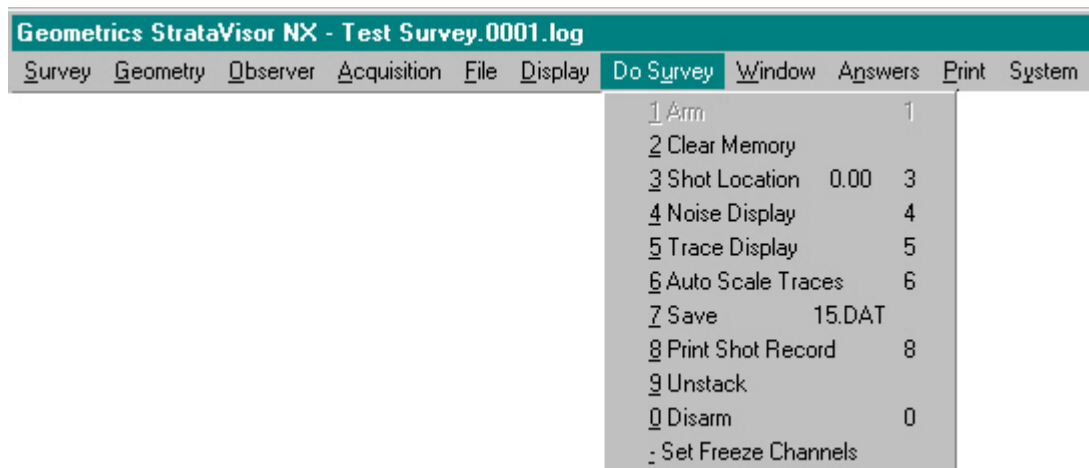 Geometrics StrataVisor NX - Test Survey.0001.log
Survey Geometry Observer Acquisition File Display Do Survey Window Answers Print System
1 Arm 1
2 Clear Memory
3 Shot Location 0.00 3
4 Noise Display 4
5 Trace Display 5
6 Auto Scale Traces 6
7 Save 15.DAT
8 Print Shot Record 8
9 Unstack
0 Disarm 0
- Set Freeze Channels